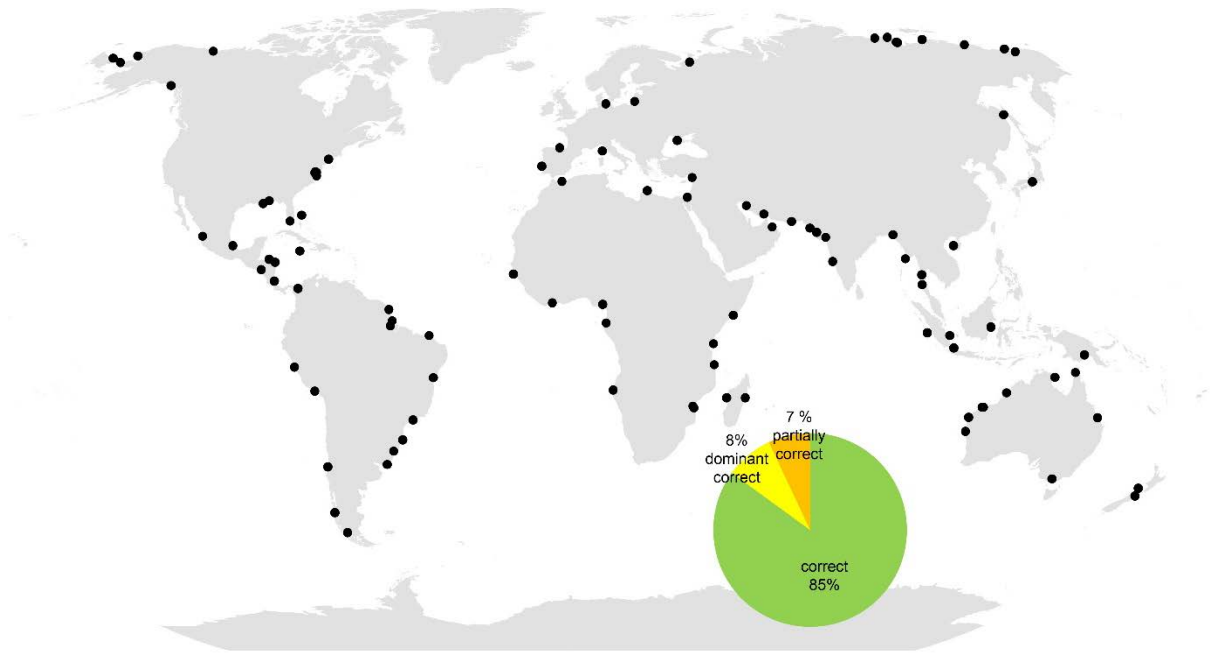 7 %
partially
correct
8%
dominant
correct
correct
85%